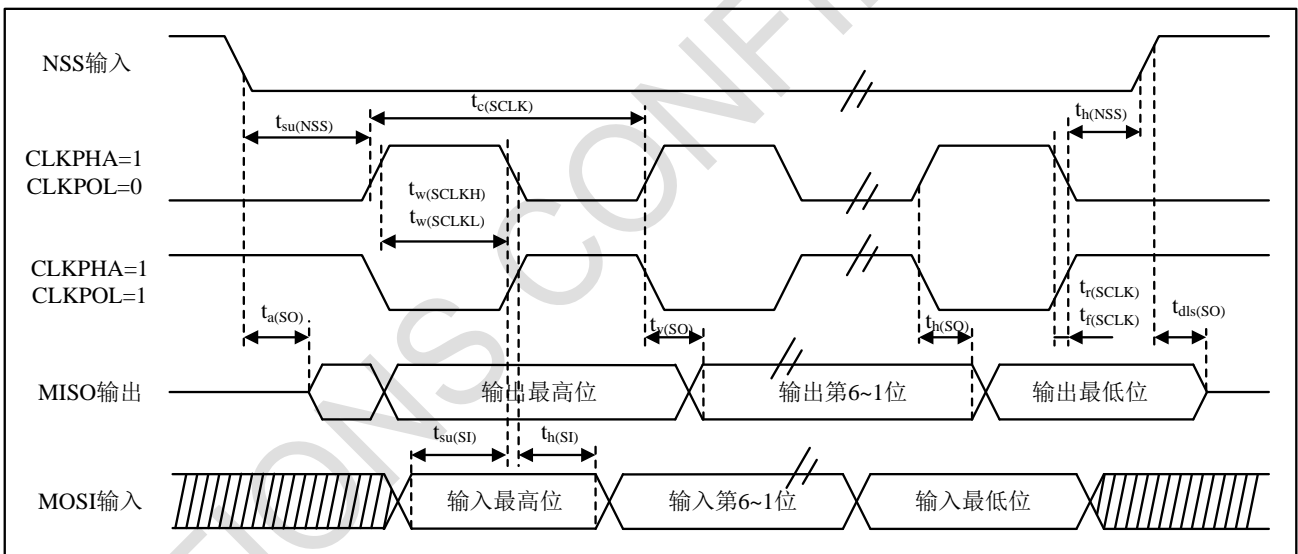 NSS输入
tc(SCLK)
tsu(NSS)
th(NSS)
CLKPHA=1
CLKPOL=0
tw(SCLKH)
tw(SCLKL)
CLKPHA=1
CLKPOL=1
ta(SO)
tv(SO)
th(SO)
tr(SCLK)
tf(SCLK)
tdls(SO)
MISO输出
输出最高位
输出第6~1位
输出最低位
tsu(SI)
th(SI)
MOSI输入
输入最高位
输入第6~1位
输入最低位
TIONS CONFI